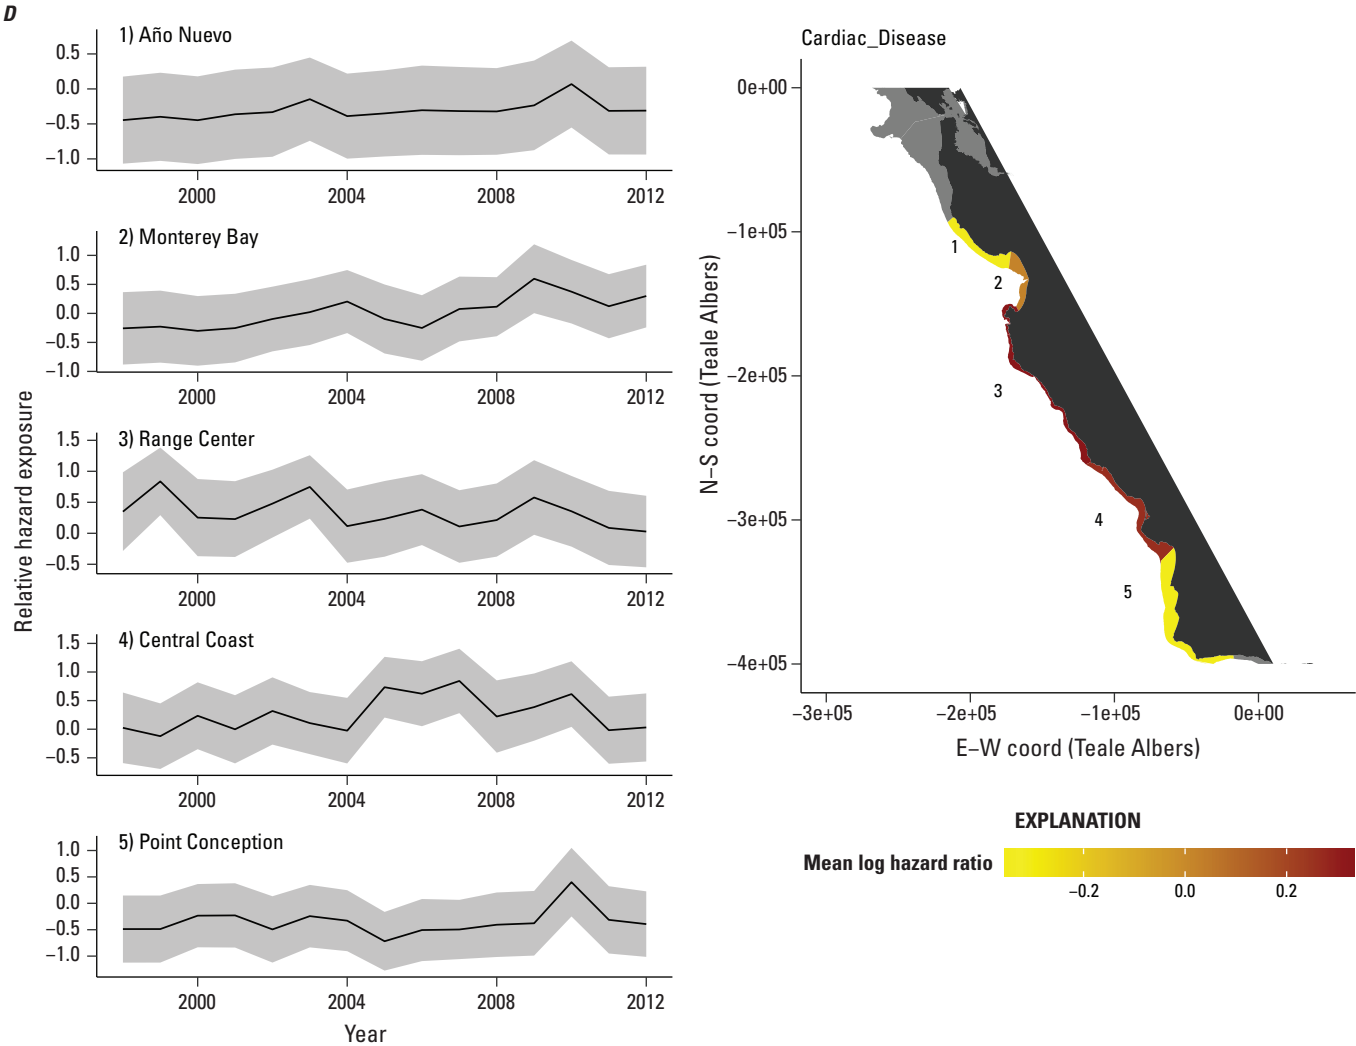 D
1) Año Nuevo
0.5
0.0
−0.5
−1.0
2000 2004 2008 2012
2) Monterey Bay
1.0
0.5
0.0
−0.5
−1.0
2000 2004 2008 2012
3) Range Center
1.5
1.0
0.5
0.0
−0.5
2000 2004 2008 2012
4) Central Coast
1.5
1.0
0.5
0.0
−0.5
2000 2004 2008 2012
5) Point Conception
1.0
0.5
0.0
−0.5
−1.0
2000 2004 2008 2012
Year
Relative hazard exposure
Cardiac_Disease
0e+00
−1e+05
−2e+05
−3e+05
−4e+05
N−S coord (Teale Albers)
1
2
3
4
5
−3e+05 −2e+05 −1e+05 0e+00
E−W coord (Teale Albers)
EXPLANATION
Mean log hazard ratio
−0.2 0.0 0.2